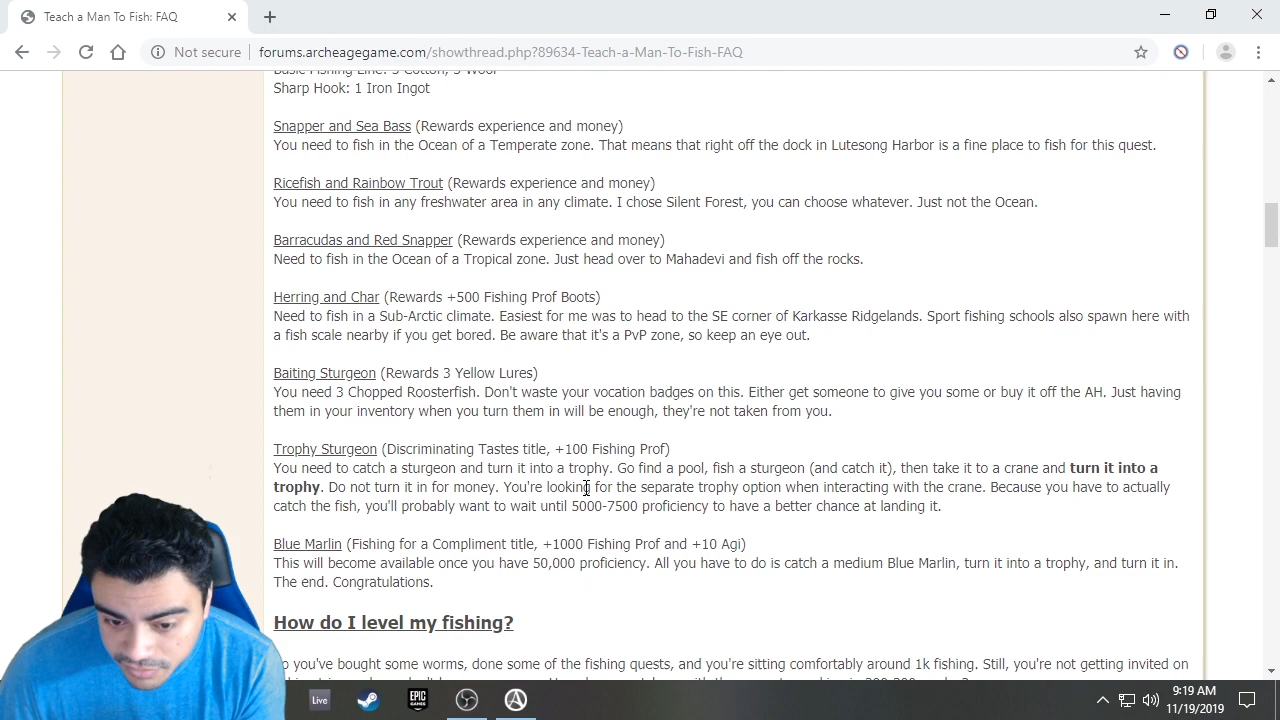 Teach a Man To Fish: FAQ
Not secure
forums.archeagegame.com/showthread.php?89634-Teach-a-Man-To-Fish-FAQ
Sharp Hook: 1 Iron Ingot
Snapper and Sea Bass (Rewards experience and money)
You need to fish in the Ocean of a Temperate zone. That means that right off the dock in Lutesong Harbor is a fine place to fish for this quest.
Ricefish and Rainbow Trout (Rewards experience and money)
You need to fish in any freshwater area in any climate. I chose Silent Forest, you can choose whatever. Just not the Ocean.
Barracudas and Red Snapper (Rewards experience and money)
Need to fish in the Ocean of a Tropical zone. Just head over to Mahadevi and fish off the rocks.
Herring and Char (Rewards +500 Fishing Prof Boots)
Need to fish in a Sub-Arctic climate. Easiest for me was to head to the SE corner of Karkasse Ridgelands. Sport fishing schools also spawn here with
a fish scale nearby if you get bored. Be aware that it's a PvP zone, so keep an eye out.
Baiting Sturgeon (Rewards 3 Yellow Lures)
You need 3 Chopped Roosterfish. Don't waste your vocation badges on this. Either get someone to give you some or buy it off the AH. Just having
them in your inventory when you turn them in will be enough, they're not taken from you.
Trophy Sturgeon (Discriminating Tastes title, +100 Fishing Prof)
You need to catch a sturgeon and turn it into a trophy. Go find a pool, fish a sturgeon (and catch it), then take it to a crane and turn it into a
trophy. Do not turn it in for money. You're looking for the separate trophy option when interacting with the crane. Because you have to actually
catch the fish, you'll probably want to wait until 5000-7500 proficiency to have a better chance at landing it.
Blue Marlin (Fishing for a Compliment title, +1000 Fishing Prof and +10 Agi)
This will become available once you have 50,000 proficiency. All you have to do is catch a medium Blue Marlin, turn it into a trophy, and turn it in.
The end. Congratulations.
How do I level my fishing?
you've bought some worms, done some of the fishing quests, and you're sitting comfortably around 1k fishing. Still, you're not getting invited on
Live
EPIC GAMES
9:19 AM
11/19/2019